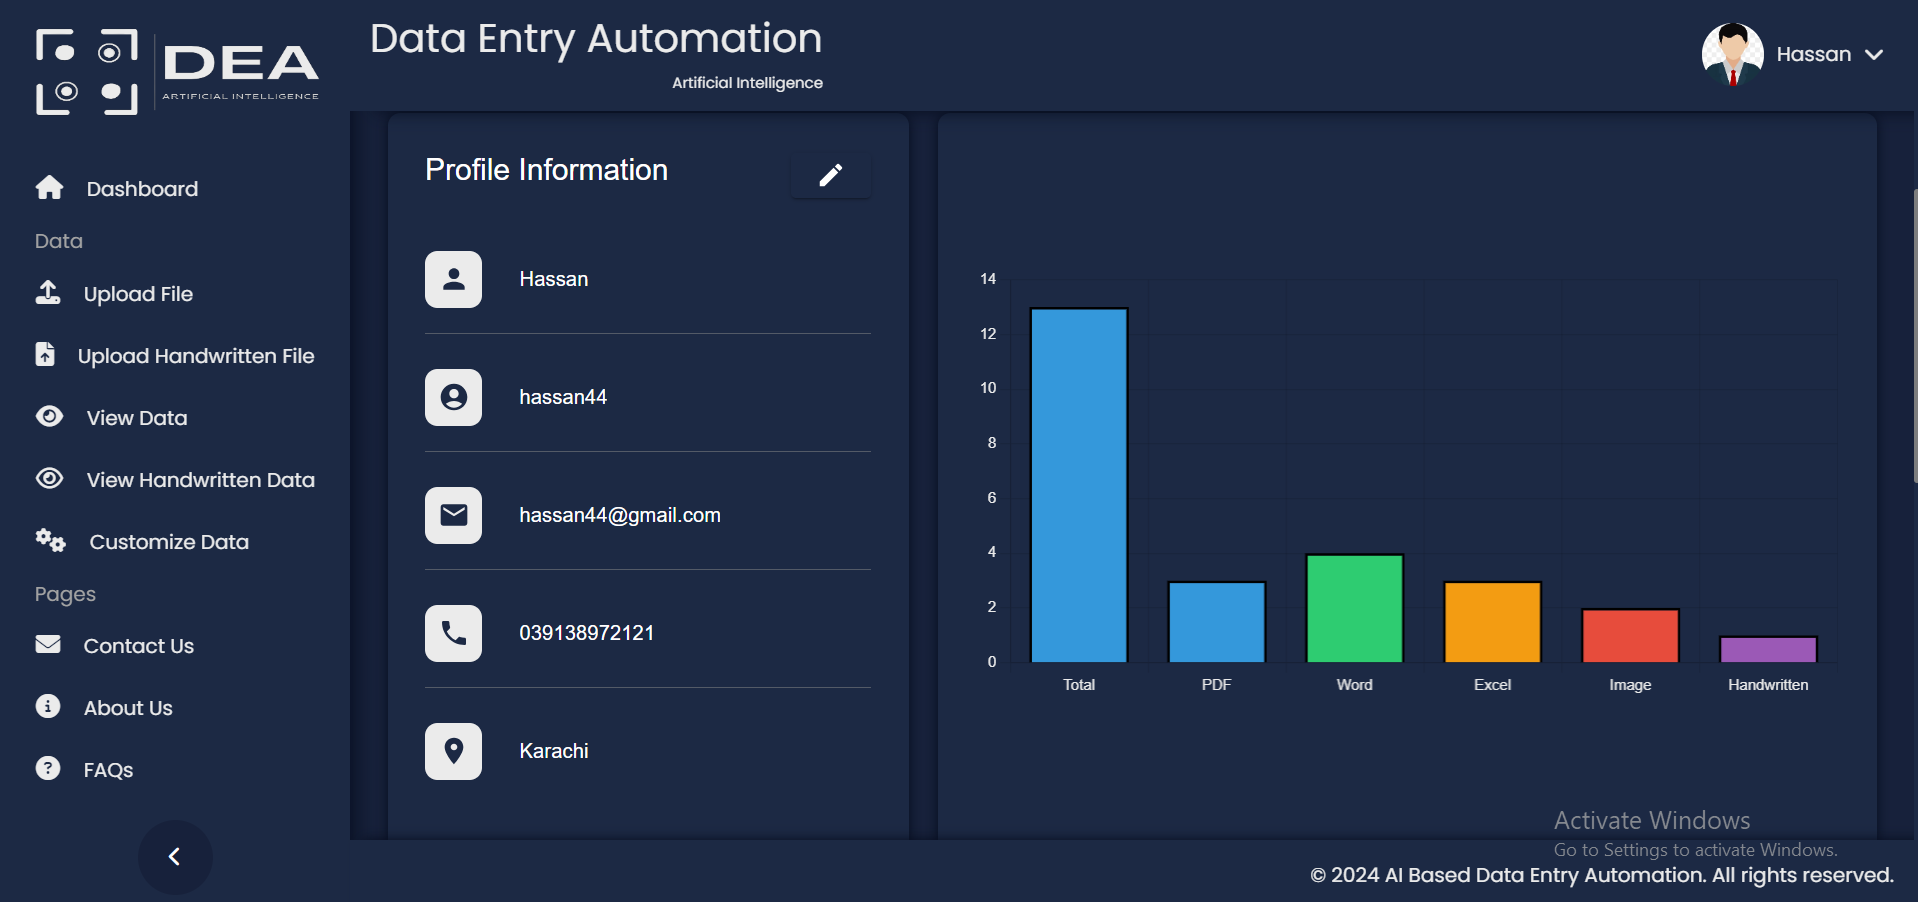 DEA
ARTIFICIAL INTELLIGENCE
Data Entry Automation
Artificial Intelligence
Hassan
Dashboard
Data
Upload File
Upload Handwritten File
View Data
View Handwritten Data
Customize Data
Pages
Contact Us
About Us
FAQs
Profile Information
Hassan
hassan44
hassan44@gmail.com
039138972121
Karachi
14
12
10
8
6
4
2
0
Total PDF Word Excel Image Handwritten
Activate Windows
Go to Settings to activate Windows.
© 2024 AI Based Data Entry Automation. All rights reserved.